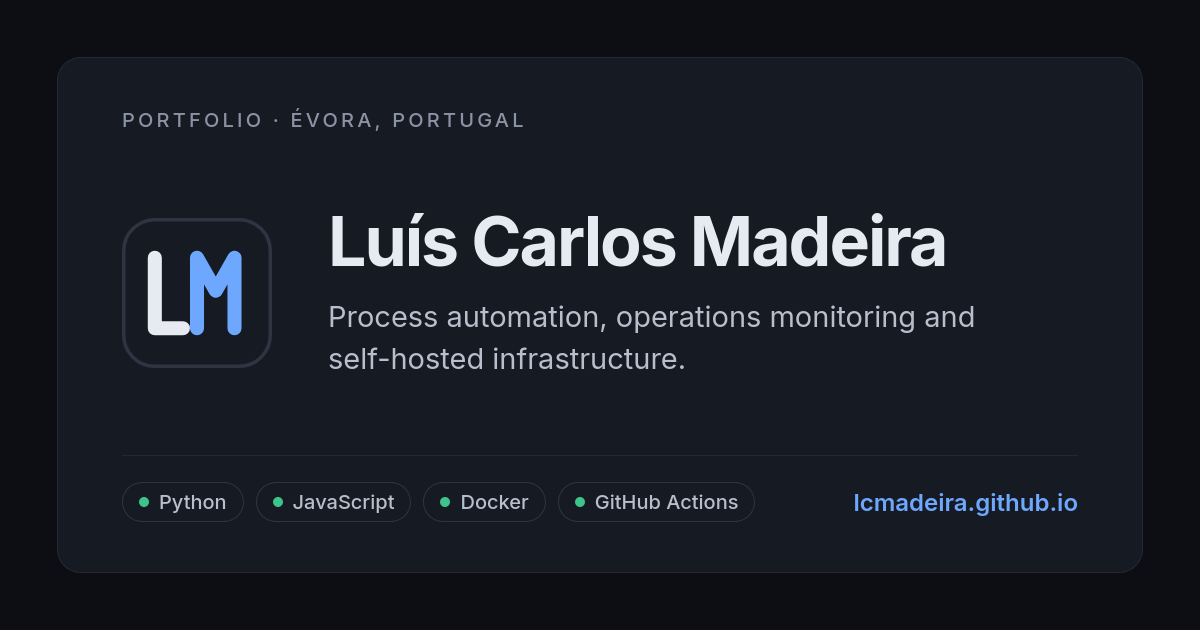 PORTFOLIO · ÉVORA, PORTUGAL
LM
Luís Carlos Madeira
Process automation, operations monitoring and
self-hosted infrastructure.
Python
JavaScript
Docker
GitHub Actions
lcmadeira.github.io